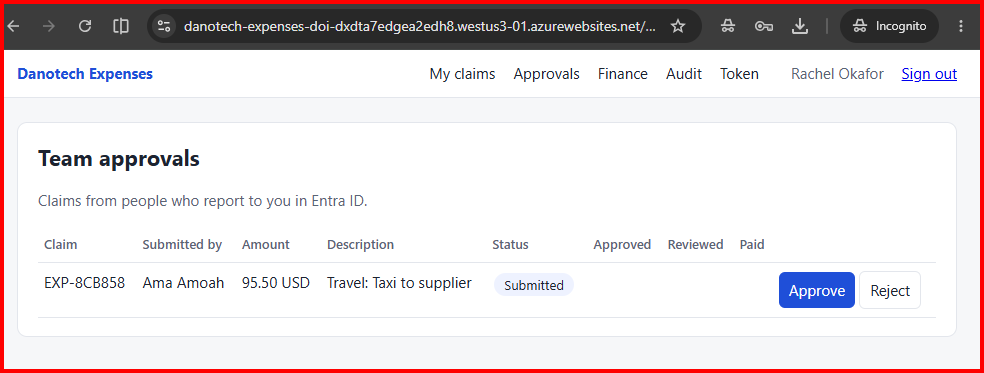 danotech-expenses-doi-dxdta7edgea2edh8.westus3-01.azurewebsites.net/...
Incognito
Danotech Expenses
My claims Approvals Finance Audit Token Rachel Okafor Sign out
Team approvals
Claims from people who report to you in Entra ID.
Claim Submitted by Amount Description Status Approved Reviewed Paid
EXP-8CB858 Ama Amoah 95.50 USD Travel: Taxi to supplier Submitted Approve Reject